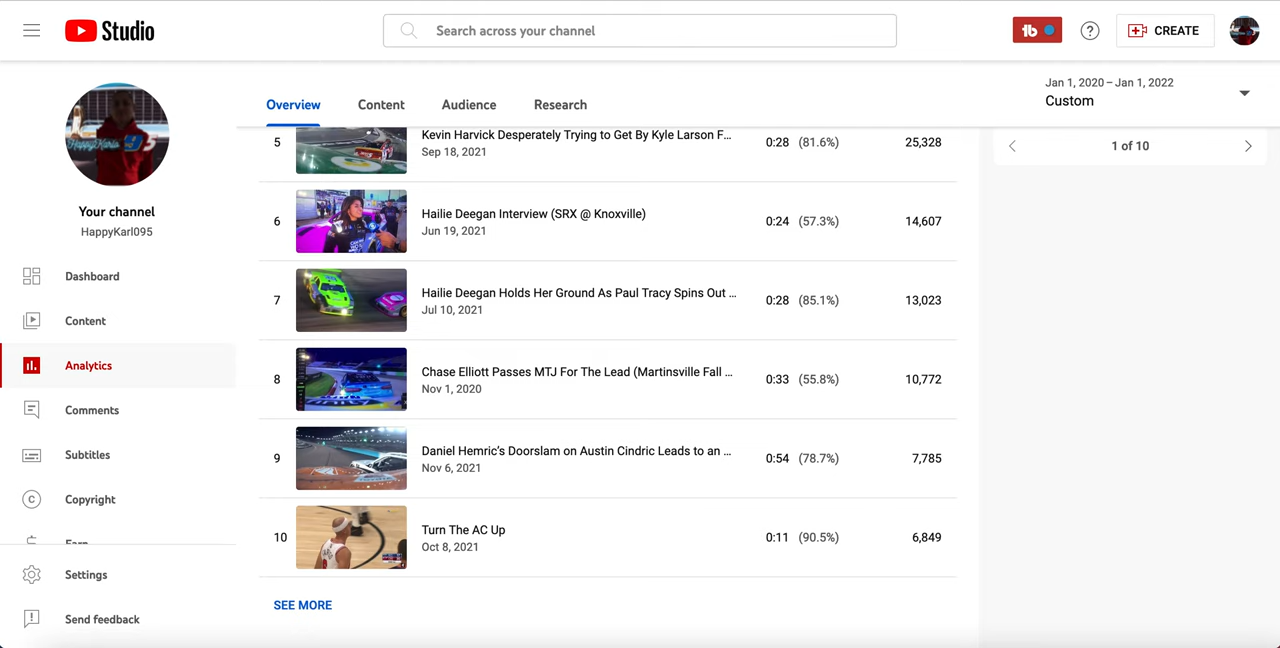 Studio
Search across your channel
tb
?
CREATE
Your channel
HappyKarl095
Dashboard
Content
Analytics
Comments
Subtitles
Copyright
Earn
Settings
Send feedback
Overview
Content
Audience
Research
Jan 1, 2020 – Jan 1, 2022
Custom
5
Kevin Harvick Desperately Trying to Get By Kyle Larson F...
Sep 18, 2021
0:28 (81.6%)
25,328
6
Hailie Deegan Interview (SRX @ Knoxville)
Jun 19, 2021
0:24 (57.3%)
14,607
7
Hailie Deegan Holds Her Ground As Paul Tracy Spins Out ...
Jul 10, 2021
0:28 (85.1%)
13,023
8
Chase Elliott Passes MTJ For The Lead (Martinsville Fall ...
Nov 1, 2020
0:33 (55.8%)
10,772
9
Daniel Hemric’s Doorslam on Austin Cindric Leads to an ...
Nov 6, 2021
0:54 (78.7%)
7,785
10
Turn The AC Up
Oct 8, 2021
0:11 (90.5%)
6,849
SEE MORE
1 of 10